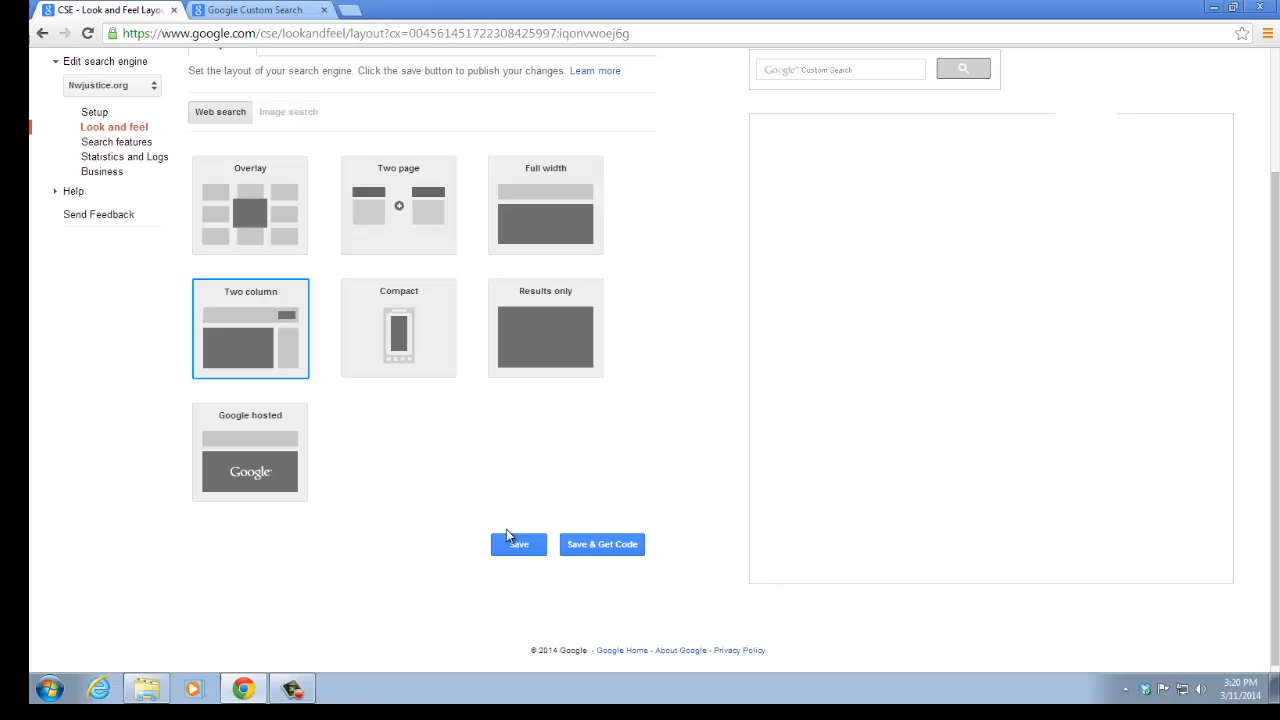 CSE - Look and Feel Layou
Google Custom Search
https://www.google.com/cse/lookandfeel/layout?cx=004561451722308425997:iqonvwoej6g
Edit search engine
Nwjustice.org
Setup
Look and feel
Search features
Statistics and Logs
Business
Help
Send Feedback
Set the layout of your search engine. Click the save button to publish your changes. Learn more
Web search
Image search
Overlay
Two page
Full width
Two column
Compact
Results only
Google hosted
Google
Save
Save & Get Code
Google™ Custom Search
© 2014 Google - Google Home - About Google - Privacy Policy
3:20 PM
3/11/2014